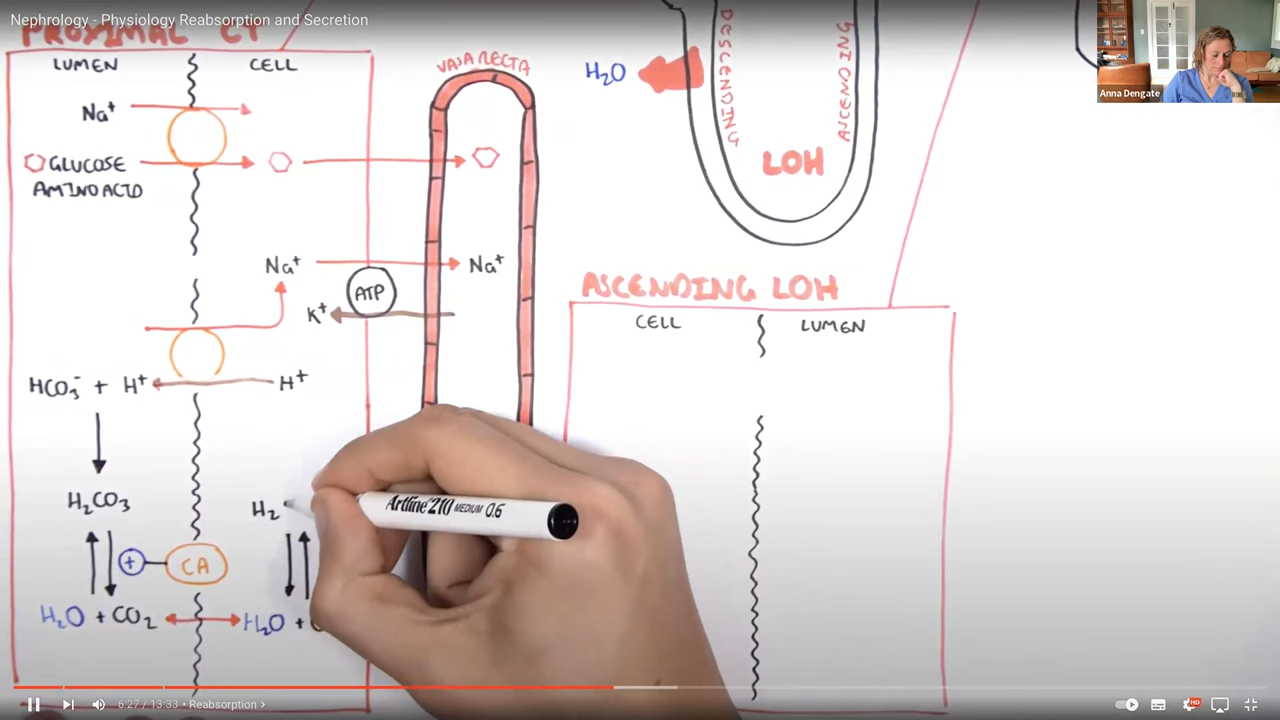 Nephrology - Physiology Reabsorption and Secretion
PROXIMAL CT
LUMEN
CELL
Na⁺
GLUCOSE
AMINO ACID
Na⁺
Na⁺
ATP
K⁺
HCO₃⁻ + H⁺
H⁺
H₂CO₃
H₂
+
CA
H₂O + CO₂
H₂O +
VASA RECTA
H₂O
DESCENDING
ASCENDING
LOH
ASCENDING LOH
CELL
LUMEN
Artline 210 MEDIUM 0.6
Anna Dengate
6:27 / 13:33 • Reabsorption >
HD